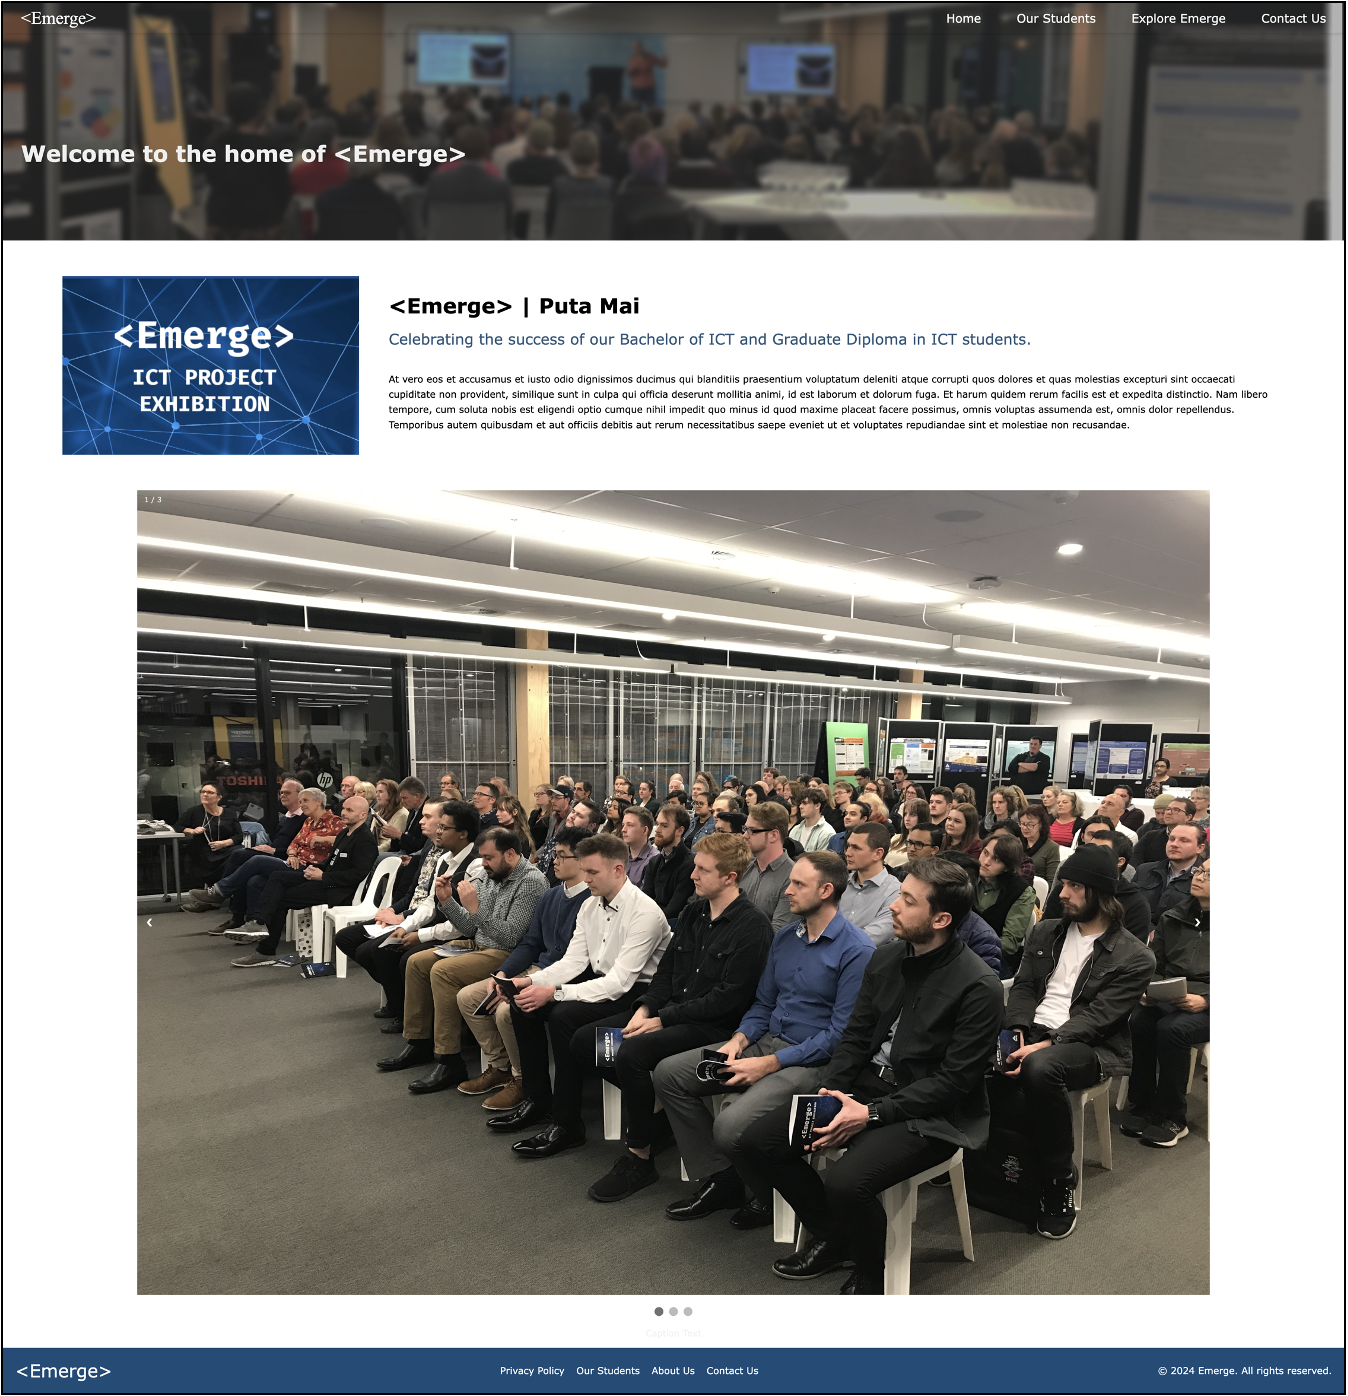 <Emerge>
Home Our Students Explore Emerge Contact Us
Welcome to the home of <Emerge>
<Emerge>
ICT PROJECT
EXHIBITION
<Emerge> | Puta Mai
Celebrating the success of our Bachelor of ICT and Graduate Diploma in ICT students.
At vero eos et accusamus et iusto odio dignissimos ducimus qui blanditiis praesentium voluptatum deleniti atque corrupti quos dolores et quas molestias excepturi sint occaecati
cupiditate non provident, similique sunt in culpa qui officia deserunt mollitia animi, id est laborum et dolorum fuga. Et harum quidem rerum facilis est et expedita distinctio. Nam libero
tempore, cum soluta nobis est eligendi optio cumque nihil impedit quo minus id quod maxime placeat facere possimus, omnis voluptas assumenda est, omnis dolor repellendus.
Temporibus autem quibusdam et aut officiis debitis aut rerum necessitatibus saepe eveniet ut et voluptates repudiandae sint et molestiae non recusandae.
1 / 3
hp
<Emerge>
<Emerge>
Caption Text
<Emerge>
Privacy Policy Our Students About Us Contact Us
© 2024 Emerge. All rights reserved.